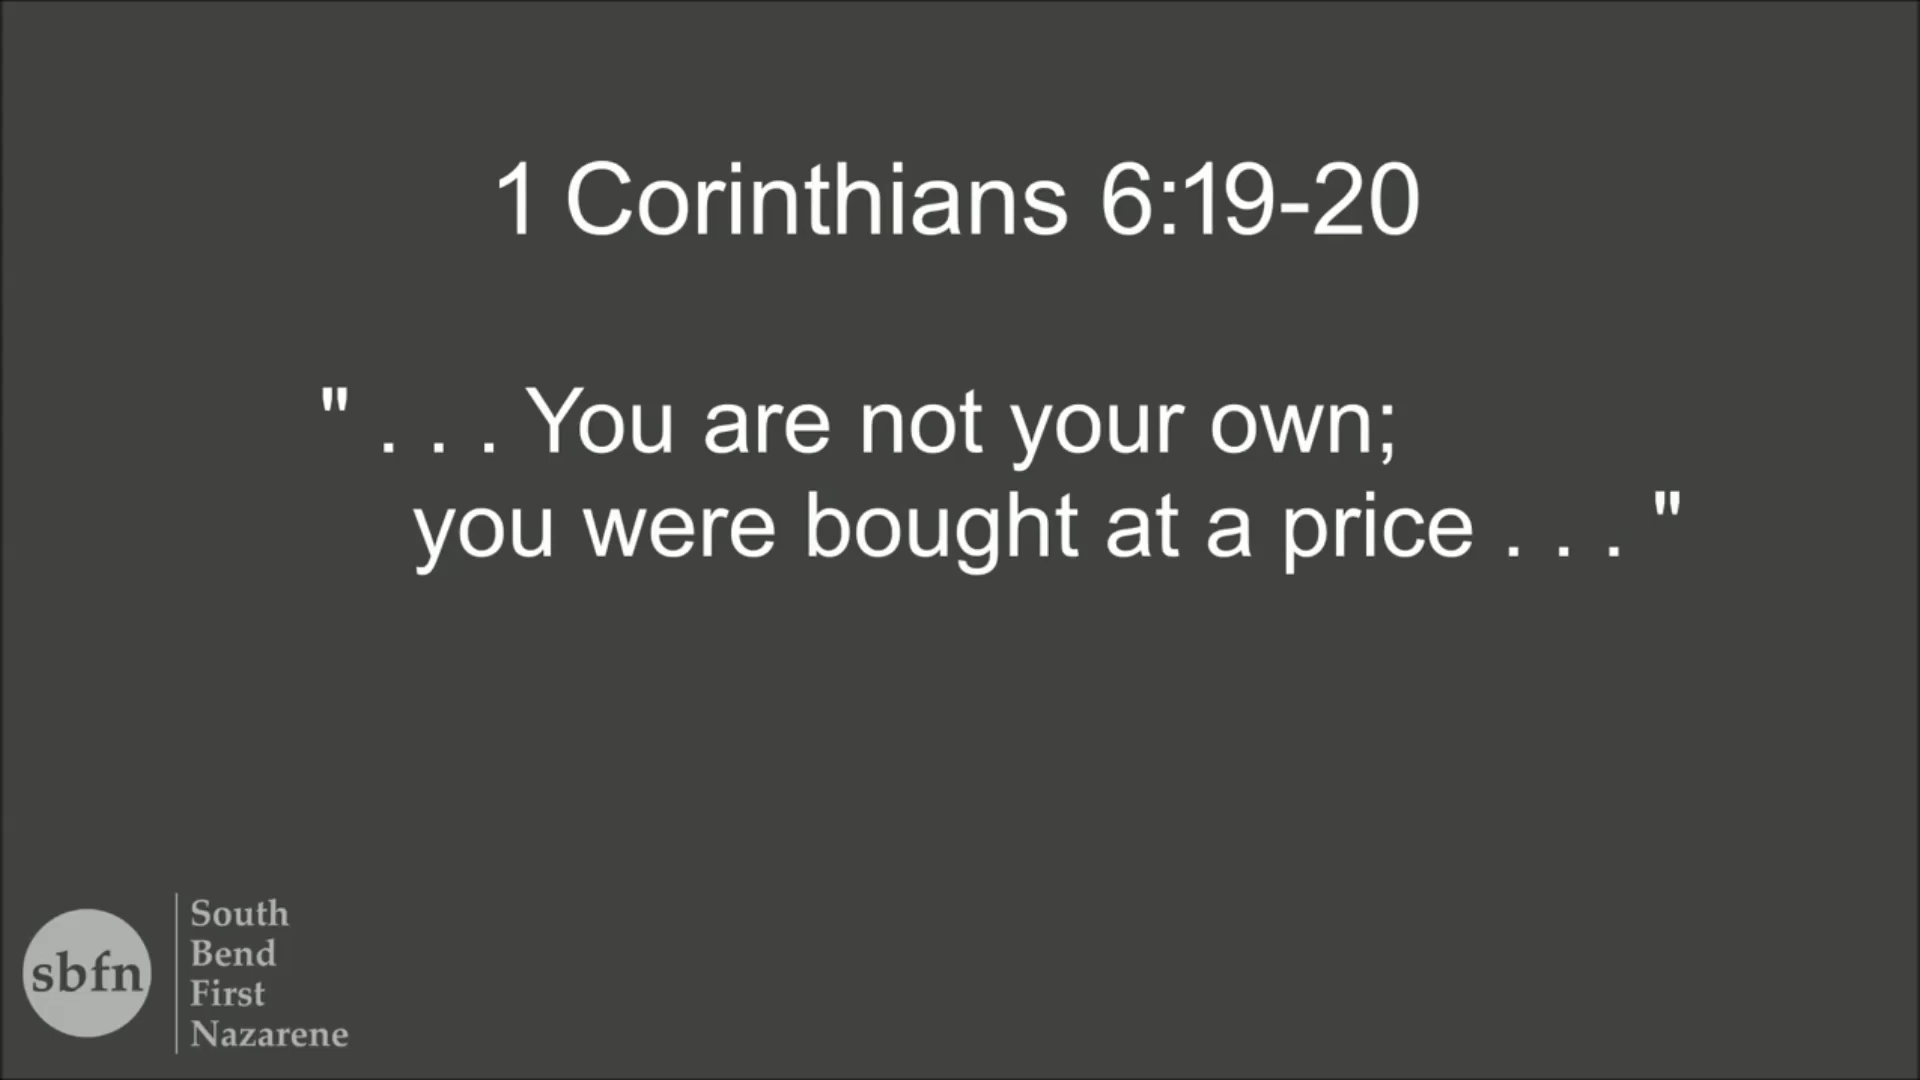 1 Corinthians 6:19-20
" . . . You are not your own;
you were bought at a price . . . "
sbfn
South
Bend
First
Nazarene